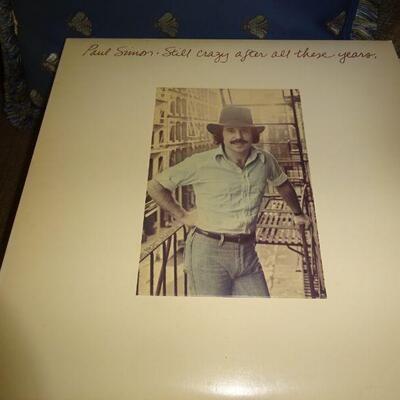 Paul Simon · Still crazy after all these years.